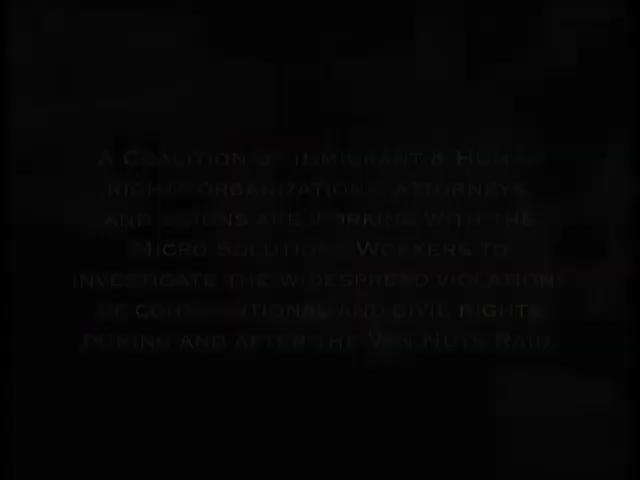 A Coalition of immigrant & Human
rights organizations, attorneys
and unions are working with the
Micro Solutions Workers to
investigate the widespread violations
of constitutional and civil rights
during and after the Van Nuys Raid.